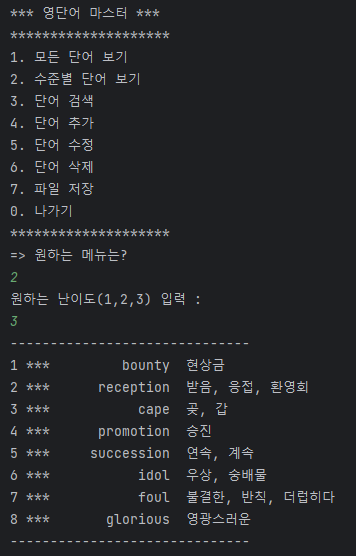 *** 영단어 마스터 ***
********************
1. 모든 단어 보기
2. 수준별 단어 보기
3. 단어 검색
4. 단어 추가
5. 단어 수정
6. 단어 삭제
7. 파일 저장
0. 나가기
********************
=> 원하는 메뉴는?
2
원하는 난이도(1,2,3) 입력 :
3
------------------------------
1 ***         bounty  현상금
2 ***      reception  받음, 응접, 환영회
3 ***           cape  곶, 갑
4 ***      promotion  승진
5 ***     succession  연속, 계속
6 ***           idol  우상, 숭배물
7 ***           foul  불결한, 반칙, 더럽히다
8 ***       glorious  영광스러운
------------------------------